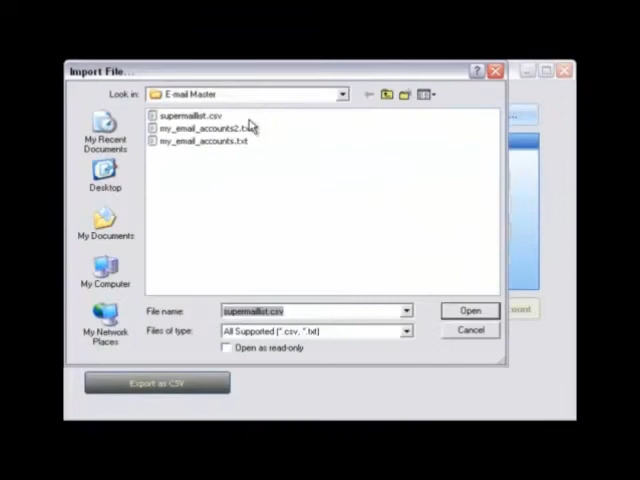 Import File...
Look in:
E-mail Master
supermaillist.csv
my_email_accounts2.txt
my_email_accounts.txt
My Recent
Documents
Desktop
My Documents
My Computer
My Network
Places
File name:
supermaillist.csv
Open
Files of type:
All Supported (*.csv, *.txt)
Cancel
Open as read-only
Export as CSV